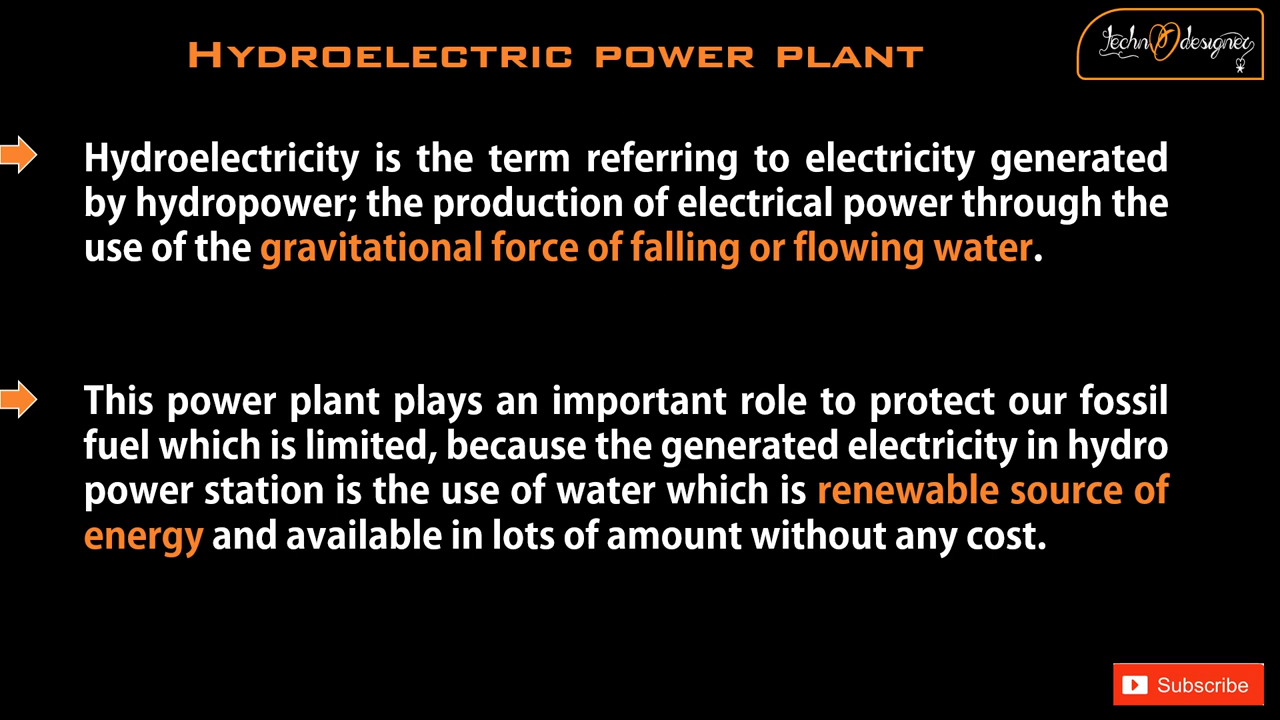 HYDROELECTRIC POWER PLANT
Techno designer
Hydroelectricity is the term referring to electricity generated
by hydropower; the production of electrical power through the
use of the gravitational force of falling or flowing water.
This power plant plays an important role to protect our fossil
fuel which is limited, because the generated electricity in hydro
power station is the use of water which is renewable source of
energy and available in lots of amount without any cost.
Subscribe